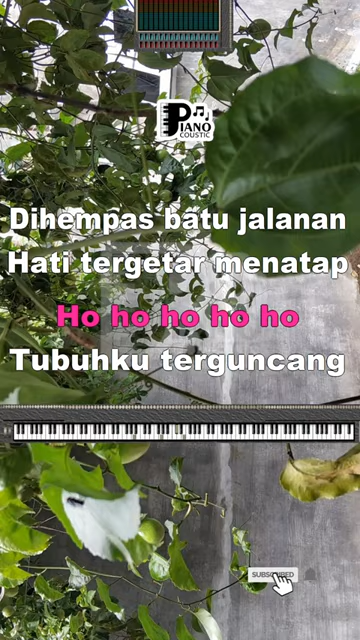 PIANO
COUSTIC
Dihempas batu jalanan
Hati tergetar menatap
Ho ho ho ho ho
Tubuhku terguncang
SUBSCRIBED